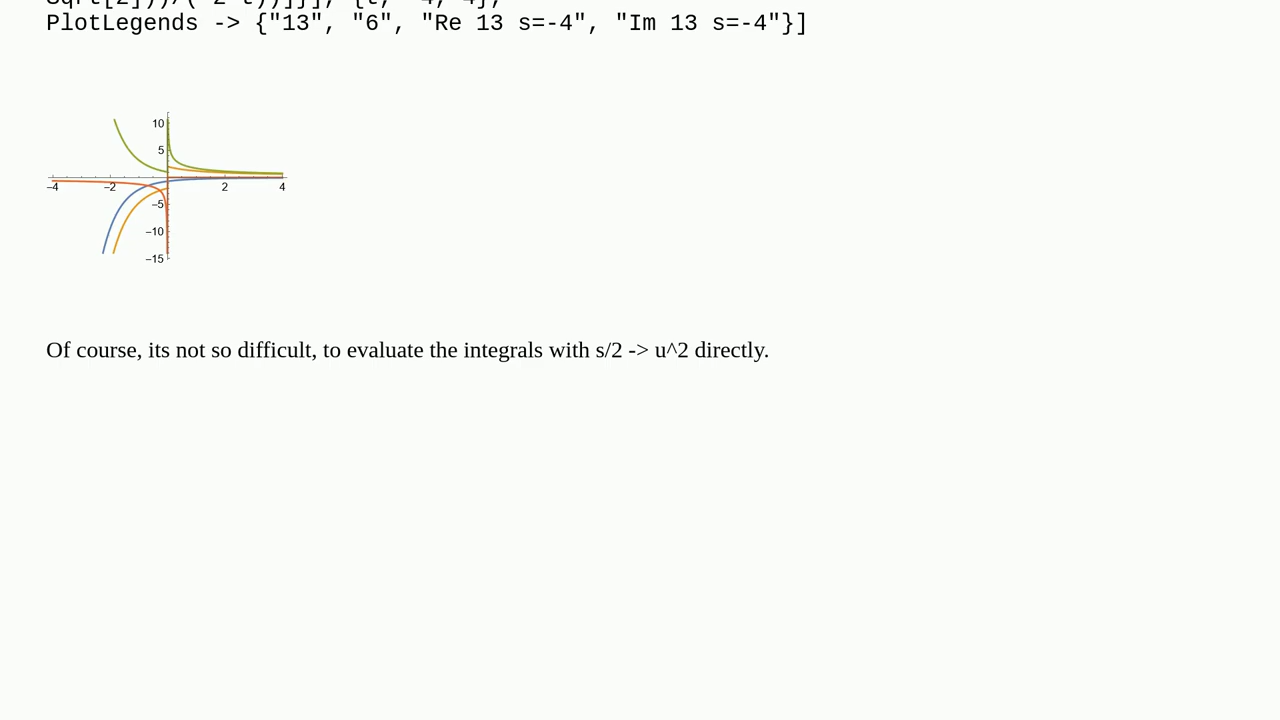 PlotLegends -> {"13", "6", "Re 13 s=-4", "Im 13 s=-4"}]
10
5
−4 −2 2 4
−5
−10
−15
Of course, its not so difficult, to evaluate the integrals with s/2 -> u^2 directly.